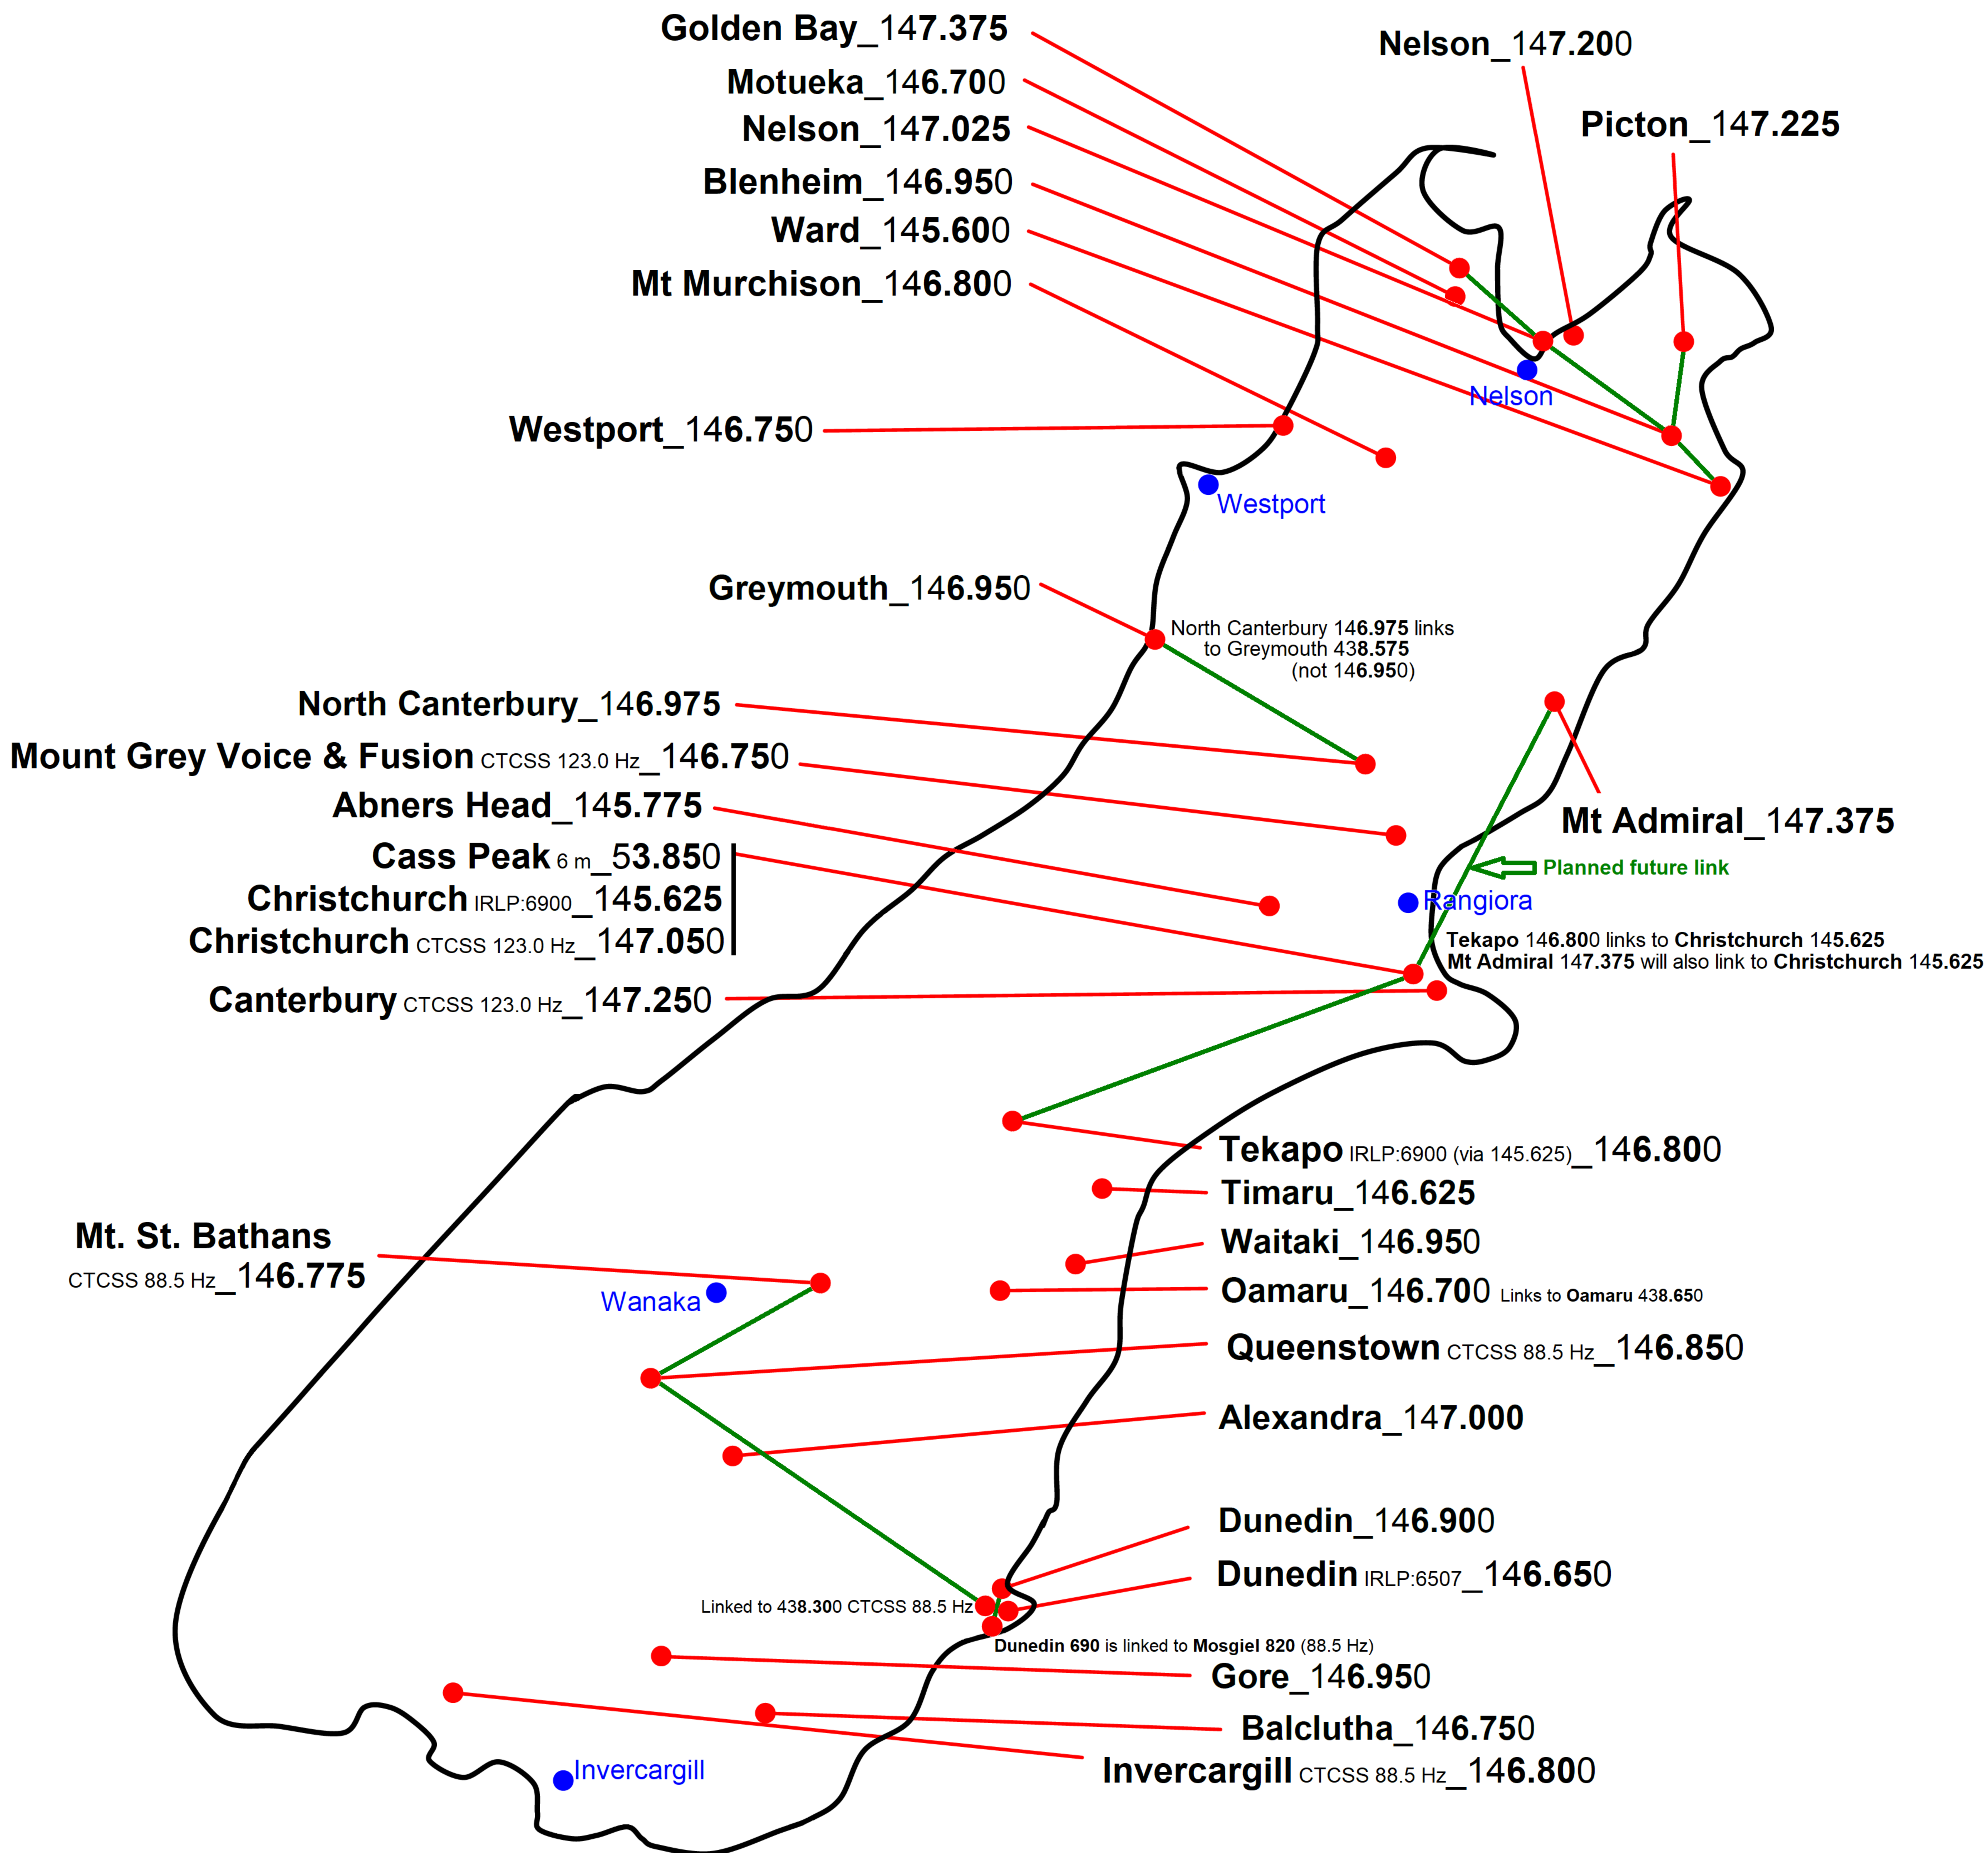 Golden Bay_147.375
Motueka_146.700
Nelson_147.025
Blenheim_146.950
Ward_145.600
Mt Murchison_146.800
Nelson_147.200
Picton_147.225
Nelson
Westport_146.750
Westport
Greymouth_146.950
North Canterbury 146.975 links
to Greymouth 438.575
(not 146.950)
North Canterbury_146.975
Mount Grey Voice & Fusion CTCSS 123.0 Hz_146.750
Abners Head_145.775
Cass Peak 6 m_53.850
Christchurch IRLP:6900_145.625
Christchurch CTCSS 123.0 Hz_147.050
Canterbury CTCSS 123.0 Hz_147.250
Mt Admiral_147.375
Planned future link
Rangiora
Tekapo 146.800 links to Christchurch 145.625
Mt Admiral 147.375 will also link to Christchurch 145.625
Tekapo IRLP:6900 (via 145.625)_146.800
Timaru_146.625
Waitaki_146.950
Oamaru_146.700 Links to Oamaru 438.650
Queenstown CTCSS 88.5 Hz_146.850
Alexandra_147.000
Mt. St. Bathans
CTCSS 88.5 Hz_146.775
Wanaka
Dunedin_146.900
Dunedin IRLP:6507_146.650
Linked to 438.300 CTCSS 88.5 Hz
Dunedin 690 is linked to Mosgiel 820 (88.5 Hz)
Gore_146.950
Balclutha_146.750
Invercargill CTCSS 88.5 Hz_146.800
Invercargill